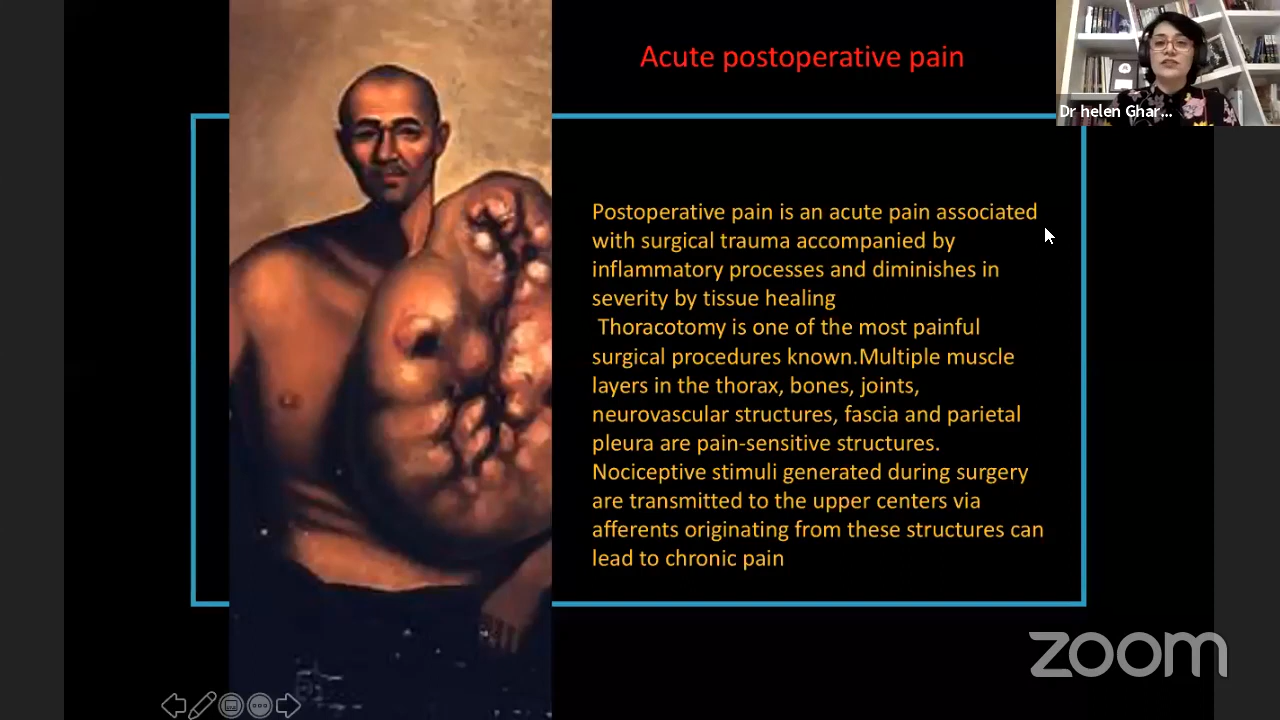 Acute postoperative pain
Dr helen Ghar...
Postoperative pain is an acute pain associated
with surgical trauma accompanied by
inflammatory processes and diminishes in
severity by tissue healing
Thoracotomy is one of the most painful
surgical procedures known.Multiple muscle
layers in the thorax, bones, joints,
neurovascular structures, fascia and parietal
pleura are pain-sensitive structures.
Nociceptive stimuli generated during surgery
are transmitted to the upper centers via
afferents originating from these structures can
lead to chronic pain
zoom